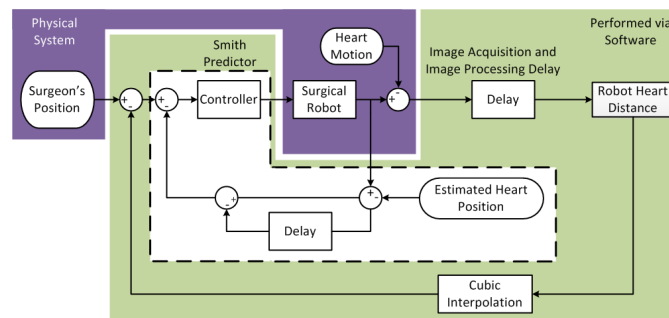 Physical
System
Surgeon's
Position
Smith
Predictor
Controller
Surgical
Robot
Heart
Motion
Image Acquisition and
Image Processing Delay
Delay
Performed via
Software
Robot Heart
Distance
Estimated Heart
Position
Delay
Cubic
Interpolation
+
-
+
-
+
-
+
-
-
+